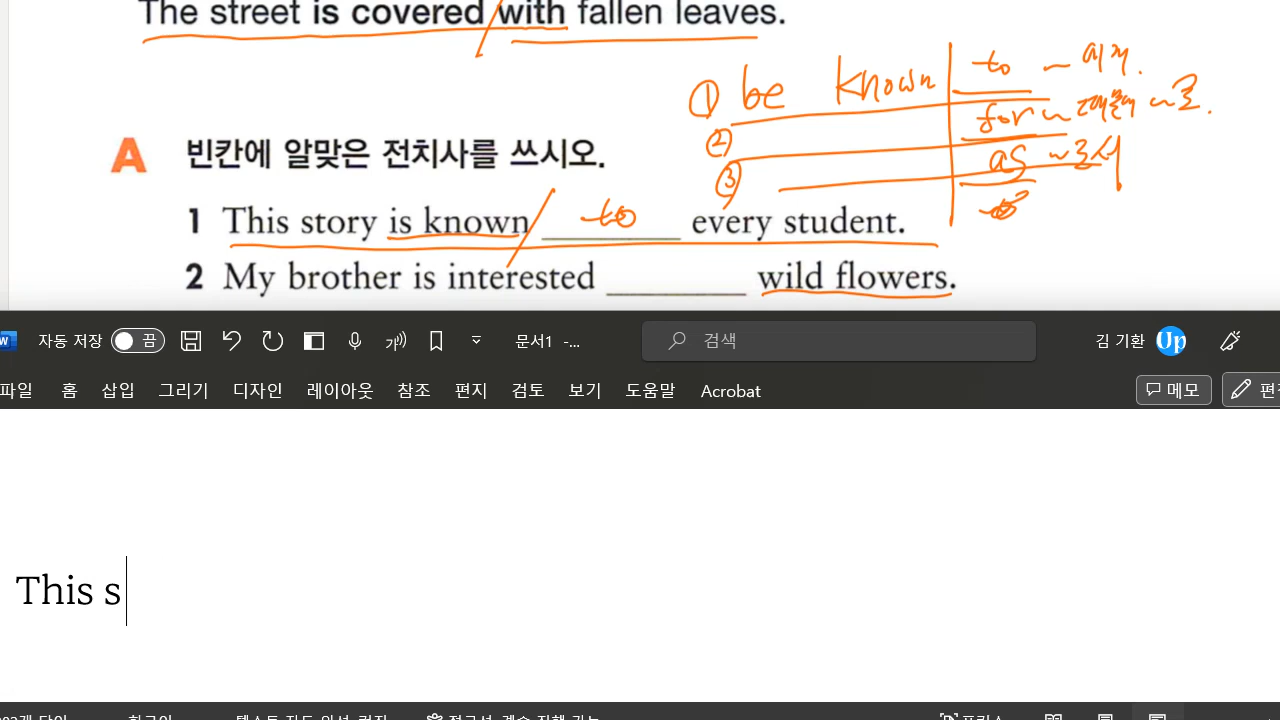 The street is covered with fallen leaves.
① be known to ~에게.
② for ~ 때문에 ~로.
③ as ~로서
A 빈칸에 알맞은 전치사를 쓰시오.
1 This story is known to every student.
2 My brother is interested ________ wild flowers.
자동 저장 끔 가)) 문서1 -... 검색 김 기환 Up
파일 홈 삽입 그리기 디자인 레이아웃 참조 편지 검토 보기 도움말 Acrobat 메모
This s